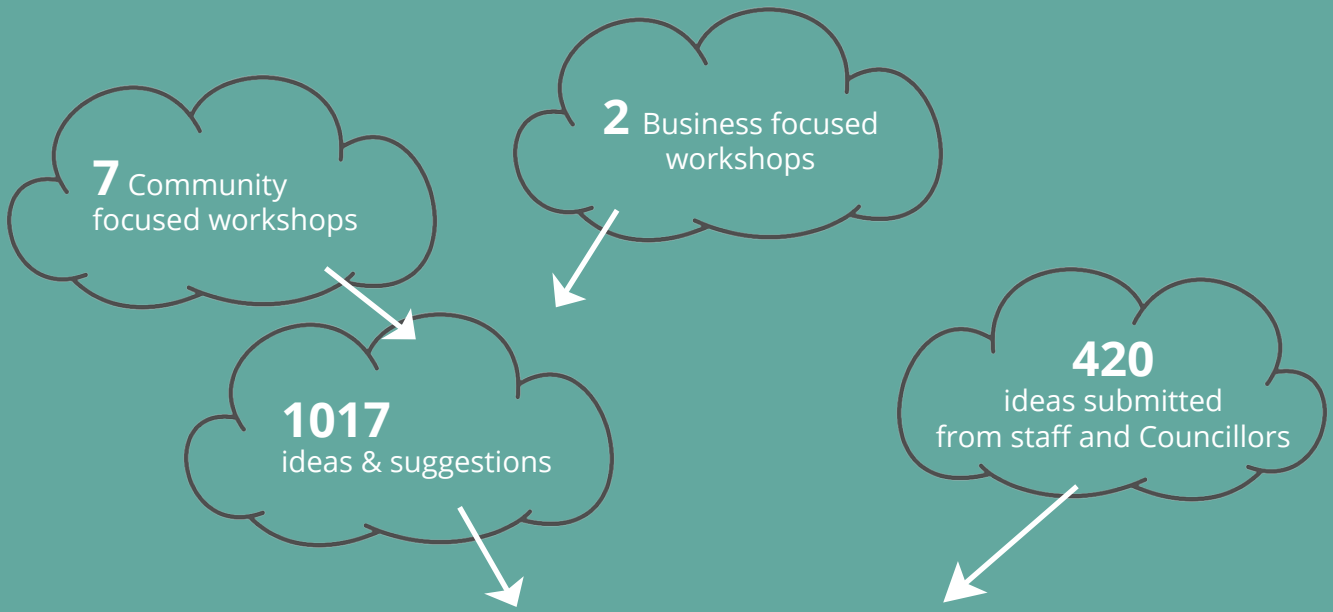 7 Community
focused workshops
2 Business focused
workshops
1017
ideas & suggestions
420
ideas submitted
from staff and Councillors